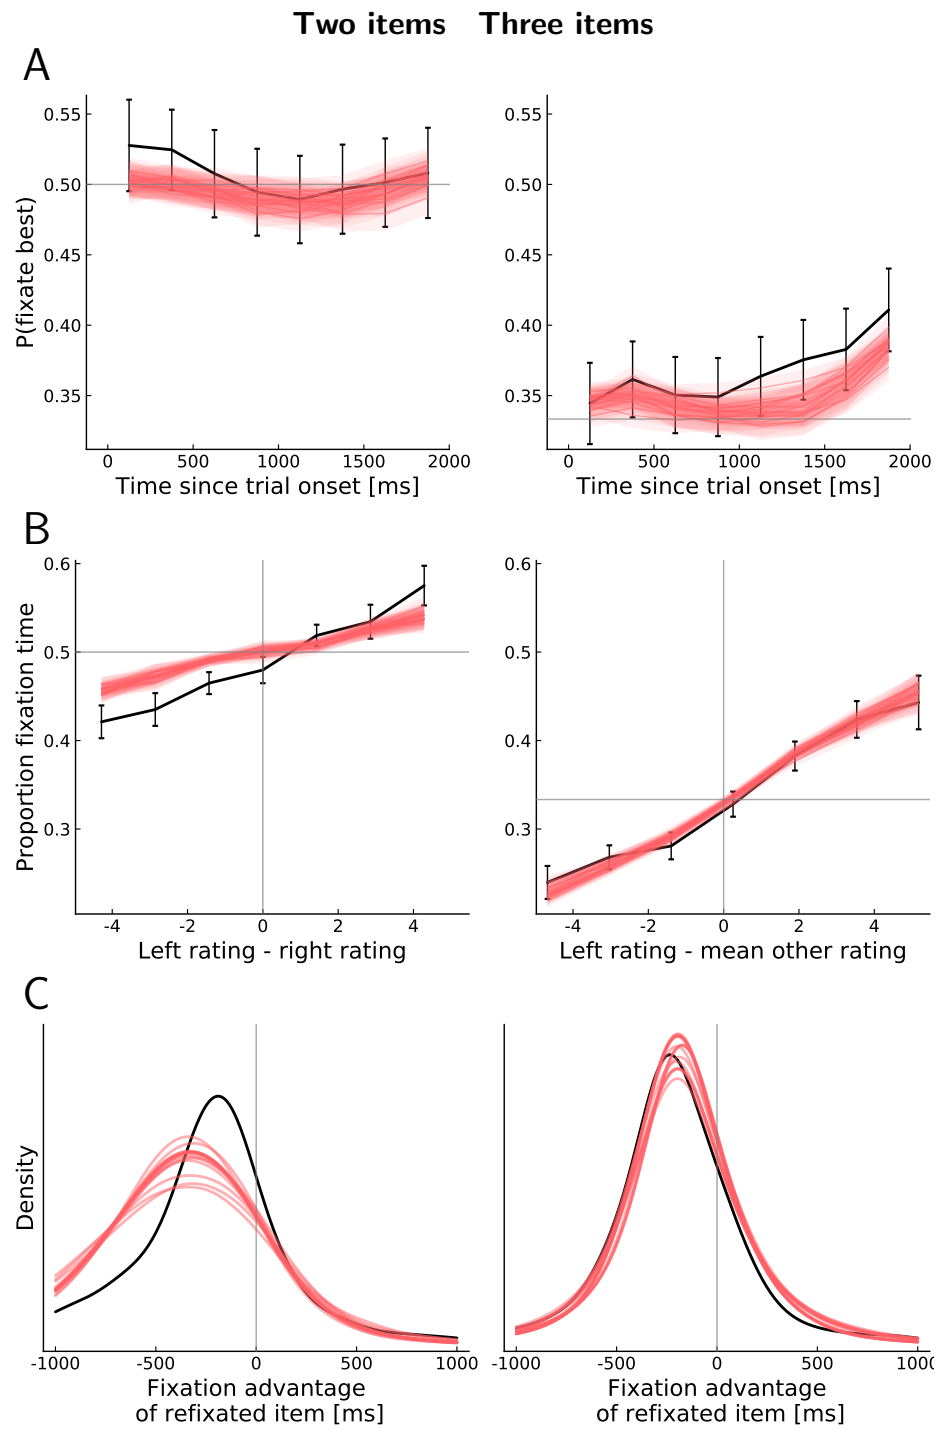 Two items Three items
A
P(fixate best)
0.55
0.50
0.45
0.40
0.35
0 500 1000 1500 2000
Time since trial onset [ms]
0.55
0.50
0.45
0.40
0.35
0 500 1000 1500 2000
Time since trial onset [ms]
B
Proportion fixation time
0.6
0.5
0.4
0.3
-4 -2 0 2 4
Left rating - right rating
0.6
0.5
0.4
0.3
-4 -2 0 2 4
Left rating - mean other rating
C
Density
-1000 -500 0 500 1000
Fixation advantage
of refixated item [ms]
-1000 -500 0 500 1000
Fixation advantage
of refixated item [ms]